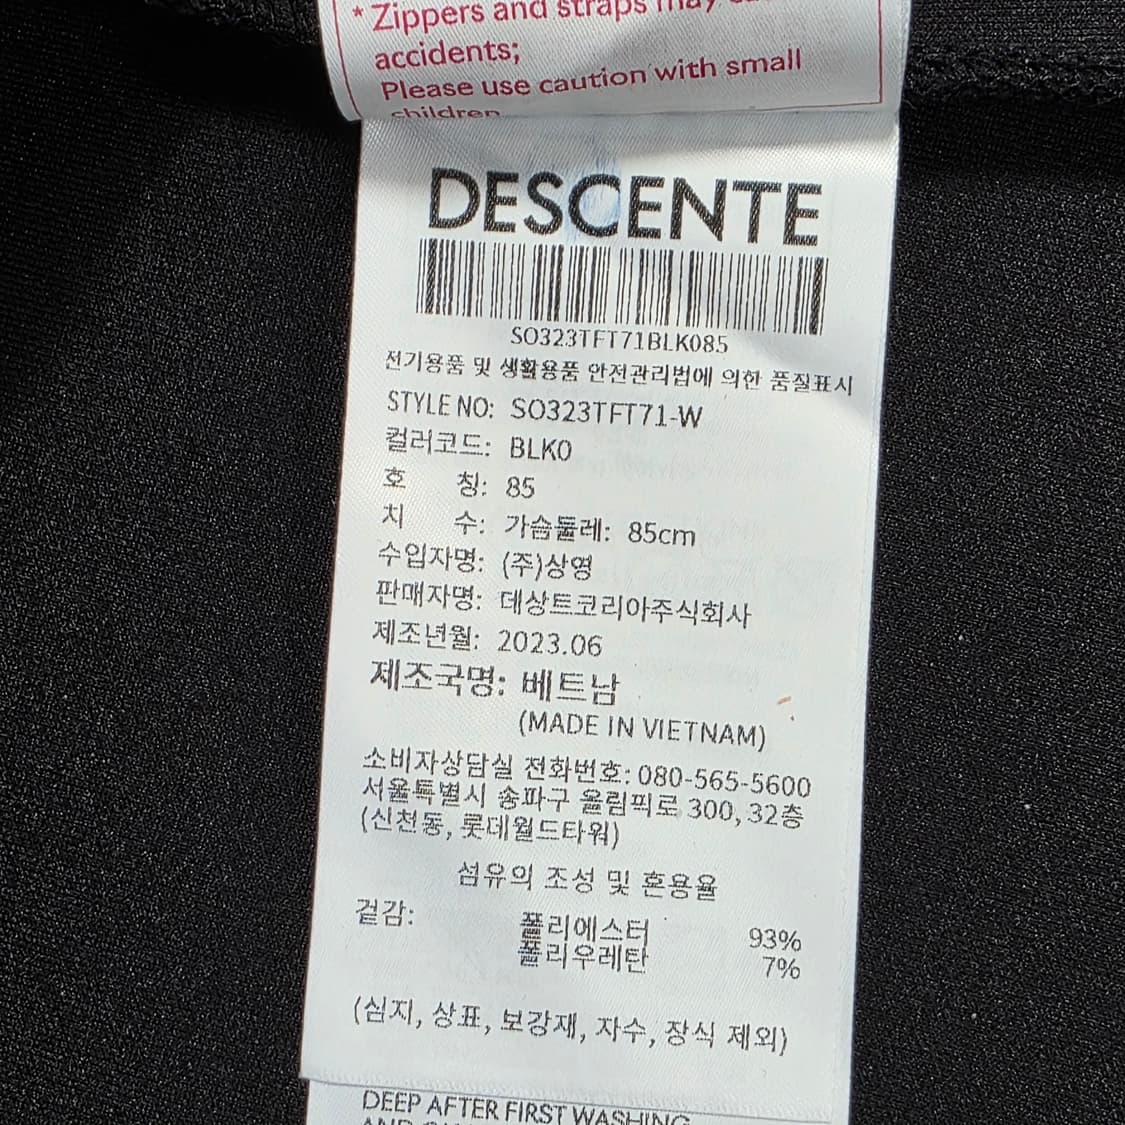 * Zippers and straps may
accidents;
Please use caution with small
children
DESCENTE
SO323TFT71BLK085
전기용품 및 생활용품 안전관리법에 의한 품질표시
STYLE NO: SO323TFT71-W
컬러코드: BLK0
호 칭: 85
치 수: 가슴둘레: 85cm
수입자명: (주)상영
판매자명: 데상트코리아주식회사
제조년월: 2023.06
제조국명: 베트남
(MADE IN VIETNAM)
소비자상담실 전화번호: 080-565-5600
서울특별시 송파구 올림픽로 300, 32층
(신천동, 롯데월드타워)
섬유의 조성 및 혼용율
겉감: 폴리에스터 93%
폴리우레탄 7%
(심지, 상표, 보강재, 자수, 장식 제외)
DEEP AFTER FIRST WASHING